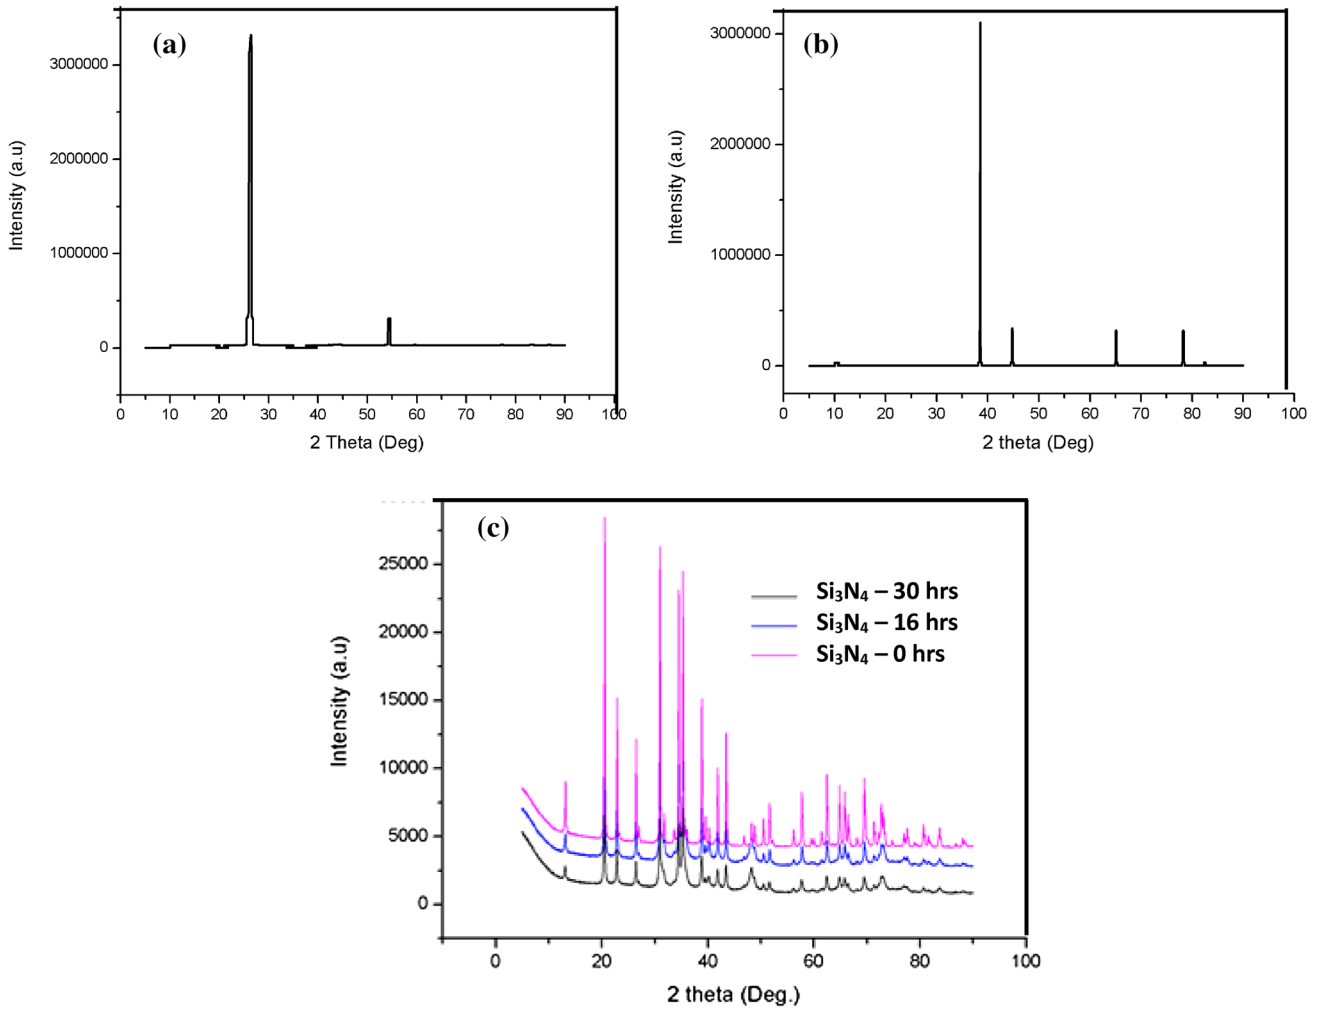 (a)
3000000
2000000
1000000
0
Intensity (a.u)
0 10 20 30 40 50 60 70 80 90 100
2 Theta (Deg)
(b)
3000000
2000000
1000000
0
Intensity (a.u)
0 10 20 30 40 50 60 70 80 90 100
2 theta (Deg)
(c)
25000
20000
15000
10000
5000
0
Intensity (a.u)
Si₃N₄ – 30 hrs
Si₃N₄ – 16 hrs
Si₃N₄ – 0 hrs
0 20 40 60 80 100
2 theta (Deg.)